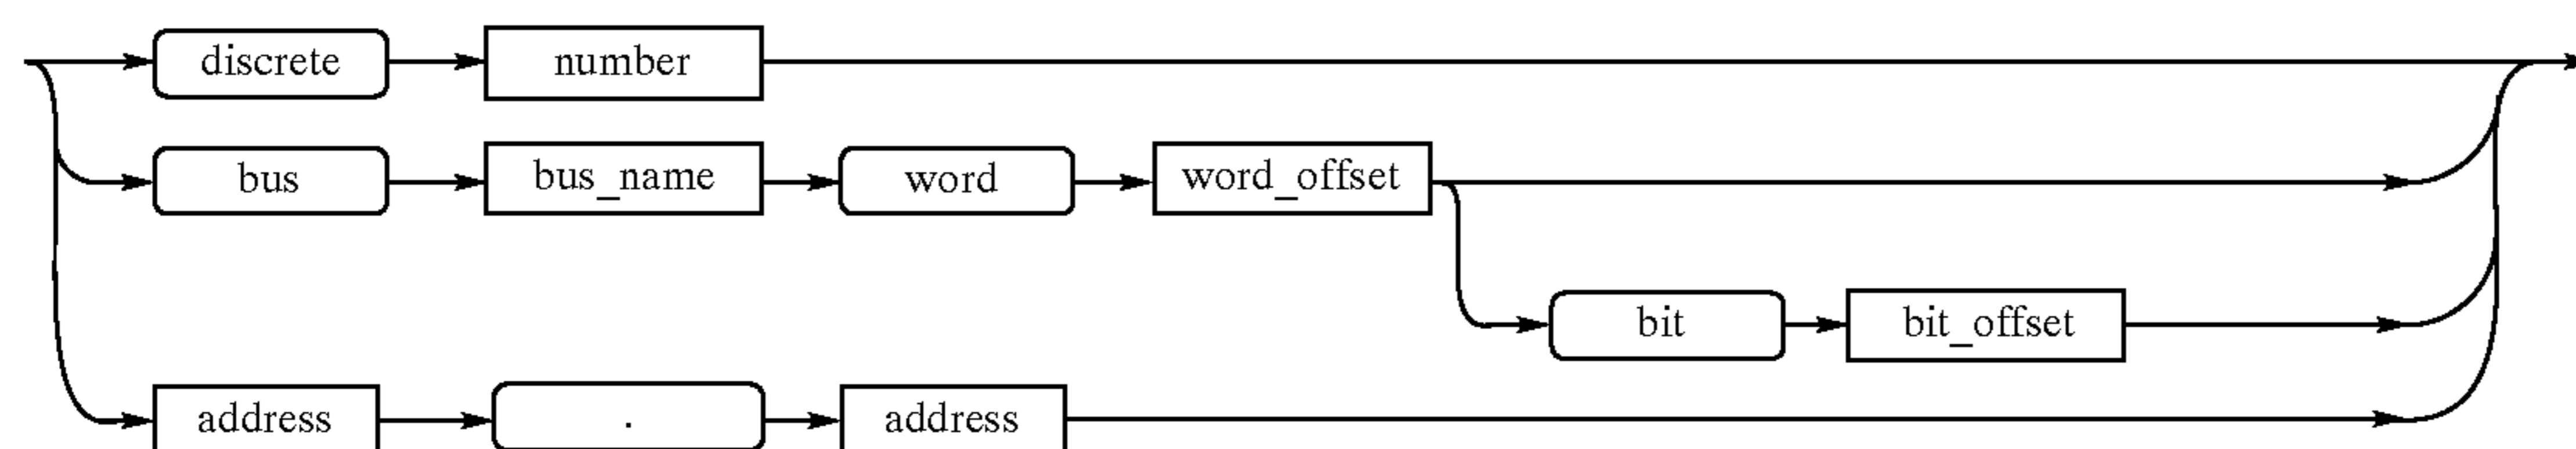 discrete number
bus bus_name word word_offset
bit bit_offset
address . address